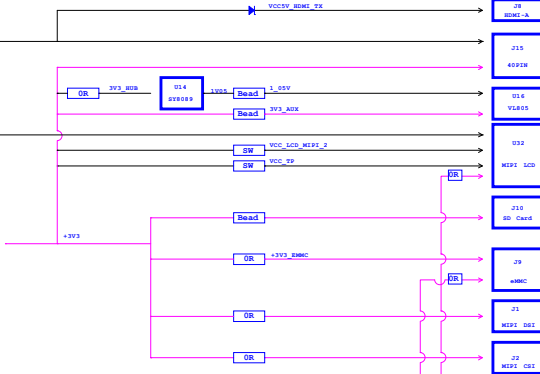 VCC5V_HDMI_TX
J8
HDMI-A
J15
40PIN
0R
3V3_HUB
U14
SY8089
1V05
Bead
1_05V
U16
VL805
Bead
3V3_AUX
U32
MIPI LCD
SW
VCC_LCD_MIPI_2
SW
VCC_TP
0R
J10
SD Card
Bead
+3V3
0R
+3V3_EMMC
J9
eMMC
0R
J1
MIPI DSI
0R
J2
MIPI CSI
0R